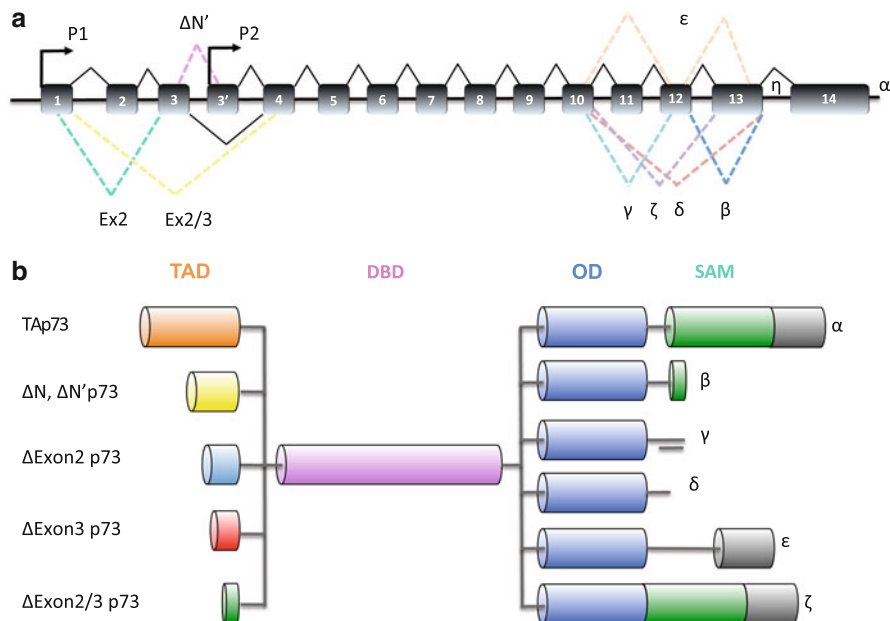 a
P1
ΔN’
P2
ε
1 2 3 3’ 4 5 6 7 8 9 10 11 12 13 η 14 α
Ex2
Ex2/3
γ ζ δ β
b
TAD DBD OD SAM
TAp73
α
ΔN, ΔN’p73
β
ΔExon2 p73
γ
δ
ΔExon3 p73
ε
ΔExon2/3 p73
ζ